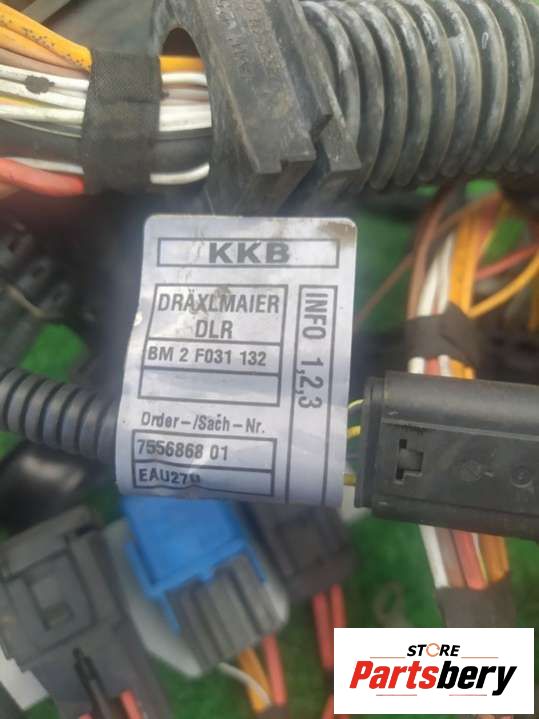 KKB
DRÄXLMAIER
DLR
BM 2 F031 132
INFO 1,2,3
Order-/Sach-Nr.
7556868 01
STORE
Partsbery